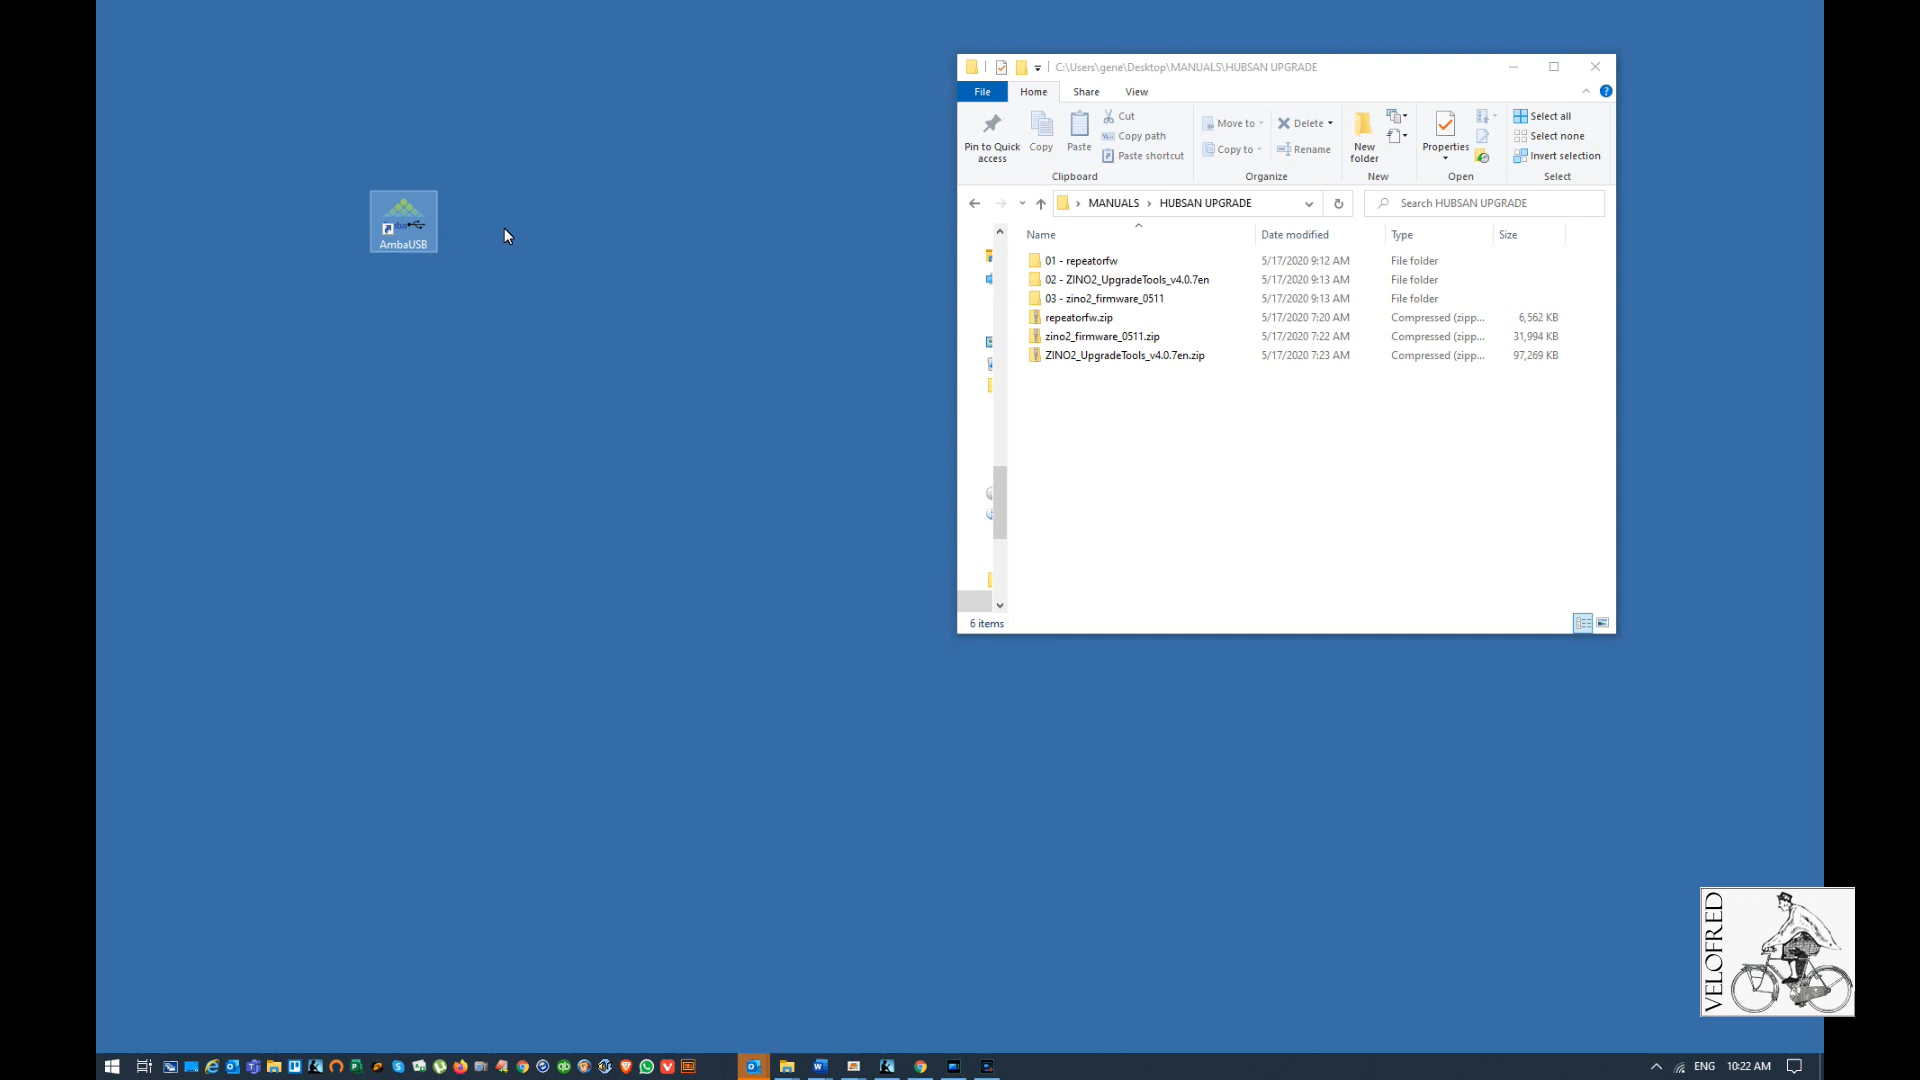 C:\Users\gene\Desktop\MANUALS\HUBSAN UPGRADE
File Home Share View
Pin to Quick access
Copy
Paste
Cut
Copy path
Paste shortcut
Clipboard
Move to
Copy to
Delete
Rename
Organize
New folder
New
Properties
Open
Select all
Select none
Invert selection
Select
MANUALS HUBSAN UPGRADE
Search HUBSAN UPGRADE
Name Date modified Type Size
01 - repeatorfw 5/17/2020 9:12 AM File folder
02 - ZINO2_UpgradeTools_v4.0.7en 5/17/2020 9:13 AM File folder
03 - zino2_firmware_0511 5/17/2020 9:13 AM File folder
repeatorfw.zip 5/17/2020 7:20 AM Compressed (zipp... 6,562 KB
zino2_firmware_0511.zip 5/17/2020 7:22 AM Compressed (zipp... 31,994 KB
ZINO2_UpgradeTools_v4.0.7en.zip 5/17/2020 7:23 AM Compressed (zipp... 97,269 KB
6 items
AmbaUSB
VELOFRED
ENG 10:22 AM